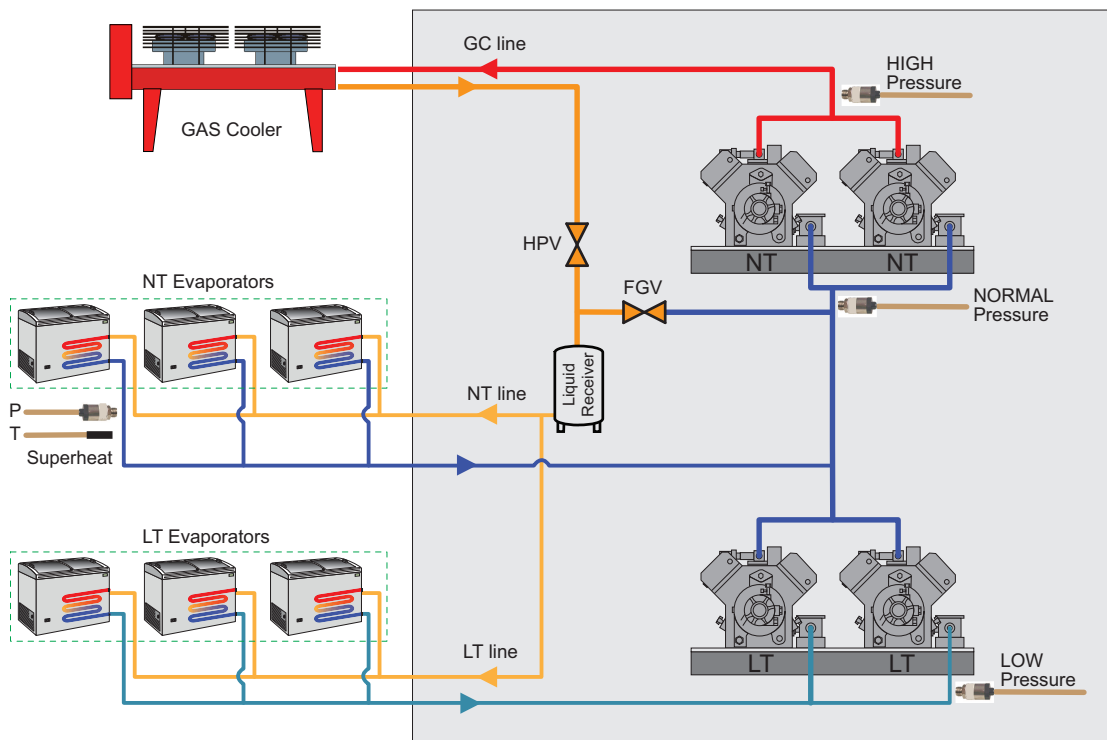 GC line
HIGH
Pressure
GAS Cooler
NT
NT
HPV
FGV
NORMAL
Pressure
NT Evaporators
Liquid
Receiver
NT line
P
T
Superheat
LT Evaporators
LT line
LT
LT
LOW
Pressure